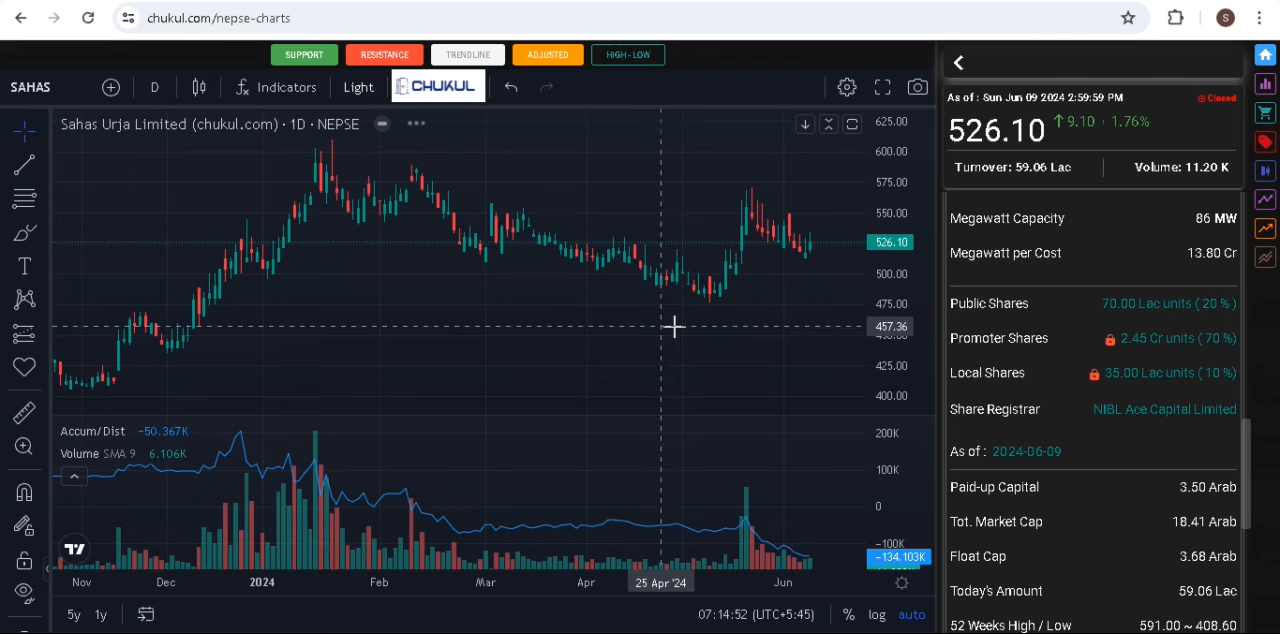 chukul.com/nepse-charts
S
SUPPORT
RESISTANCE
TRENDLINE
ADJUSTED
HIGH-LOW
SAHAS
D
Indicators
Light
CHUKUL
Sahas Urja Limited (chukul.com) · 1D · NEPSE
625.00
600.00
575.00
550.00
526.10
500.00
475.00
457.36
425.00
400.00
Accum/Dist −50.367K
Volume SMA 9 6.106K
200K
100K
0
−100K
−134.103K
Nov
Dec
2024
Feb
Mar
Apr
25 Apr '24
Jun
5y 1y
07:14:52 (UTC+5:45)
% log auto
As of : Sun Jun 09 2024 2:59:59 PM
Closed
526.10 ↑ 9.10 · 1.76%
Turnover: 59.06 Lac
Volume: 11.20 K
Megawatt Capacity 86 MW
Megawatt per Cost 13.80 Cr
Public Shares 70.00 Lac units ( 20 % )
Promoter Shares 2.45 Cr units ( 70 %)
Local Shares 35.00 Lac units ( 10 %)
Share Registrar NIBL Ace Capital Limited
As of : 2024-06-09
Paid-up Capital 3.50 Arab
Tot. Market Cap 18.41 Arab
Float Cap 3.68 Arab
Today's Amount 59.06 Lac
52 Weeks High / Low 591.00 ~ 408.60